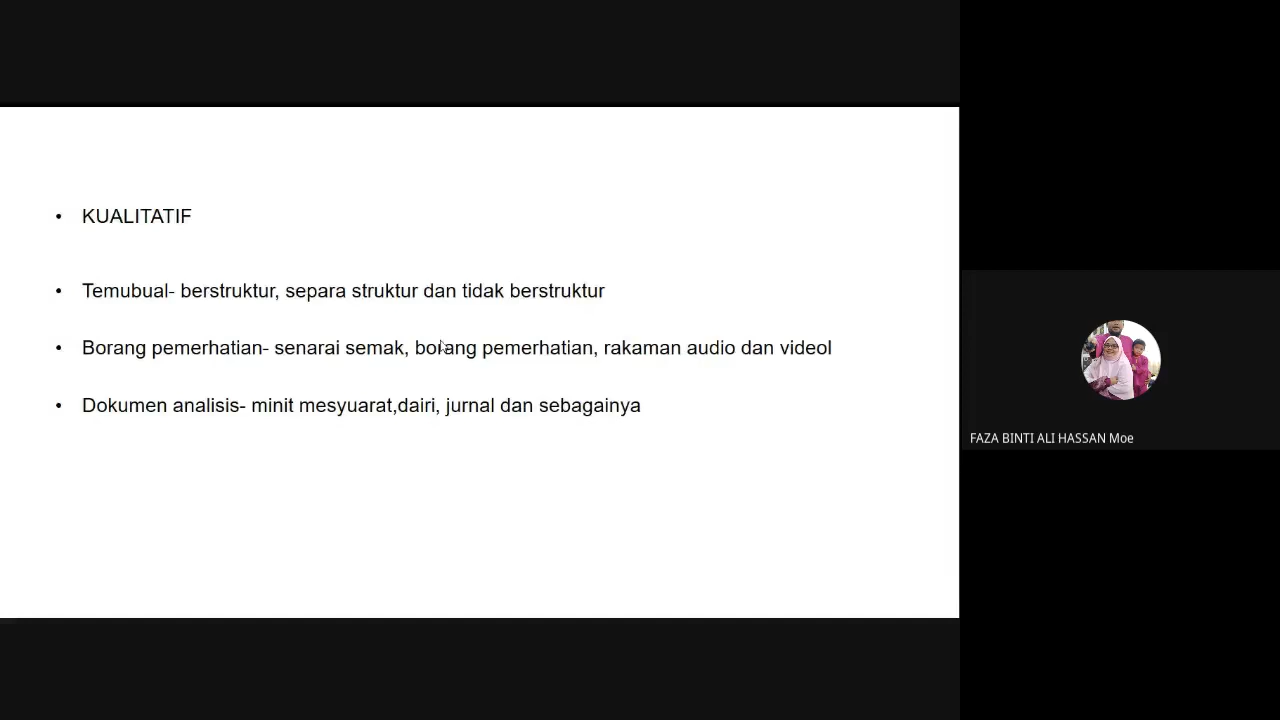 • KUALITATIF
• Temubual- berstruktur, separa struktur dan tidak berstruktur
• Borang pemerhatian- senarai semak, borang pemerhatian, rakaman audio dan videol
• Dokumen analisis- minit mesyuarat,dairi, jurnal dan sebagainya
FAZA BINTI ALI HASSAN Moe